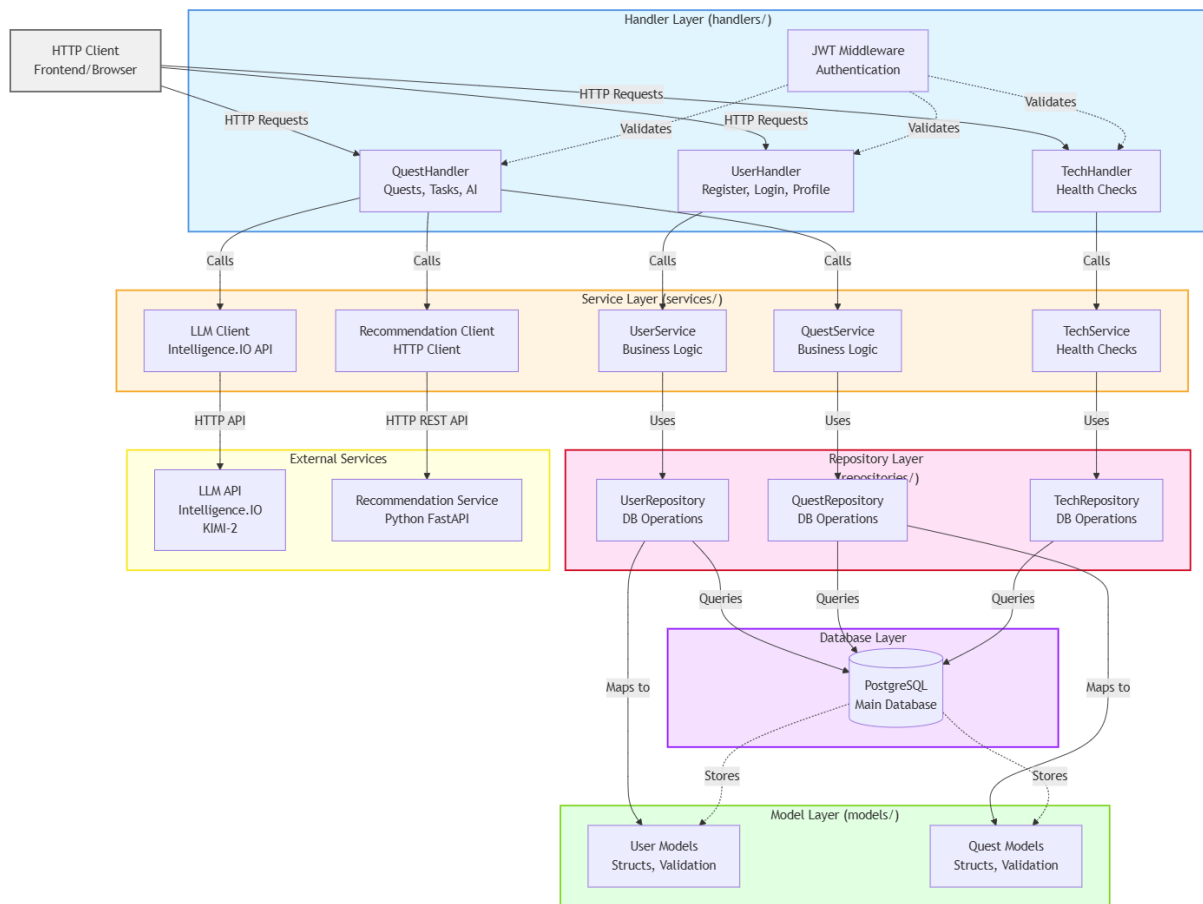 Handler Layer (handlers/)
HTTP Client
Frontend/Browser
JWT Middleware
Authentication
HTTP Requests
HTTP Requests
HTTP Requests
Validates
Validates
Validates
QuestHandler
Quests, Tasks, AI
UserHandler
Register, Login, Profile
TechHandler
Health Checks
Calls
Calls
Calls
Calls
Calls
Service Layer (services/)
LLM Client
Intelligence.IO API
Recommendation Client
HTTP Client
UserService
Business Logic
QuestService
Business Logic
TechService
Health Checks
HTTP API
HTTP REST API
Uses
Uses
Uses
External Services
LLM API
Intelligence.IO
KIMI-2
Recommendation Service
Python FastAPI
Repository Layer
(repositories/)
UserRepository
DB Operations
QuestRepository
DB Operations
TechRepository
DB Operations
Queries
Queries
Queries
Database Layer
PostgreSQL
Main Database
Maps to
Maps to
Stores
Stores
Model Layer (models/)
User Models
Structs, Validation
Quest Models
Structs, Validation